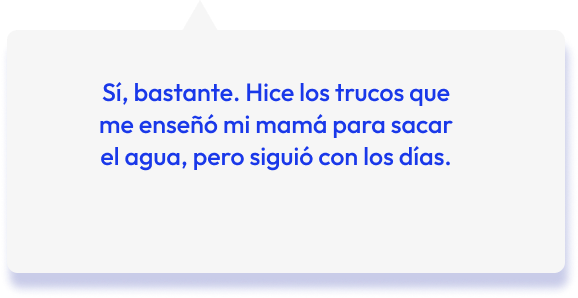 Sí, bastante. Hice los trucos que
me enseñó mi mamá para sacar
el agua, pero siguió con los días.